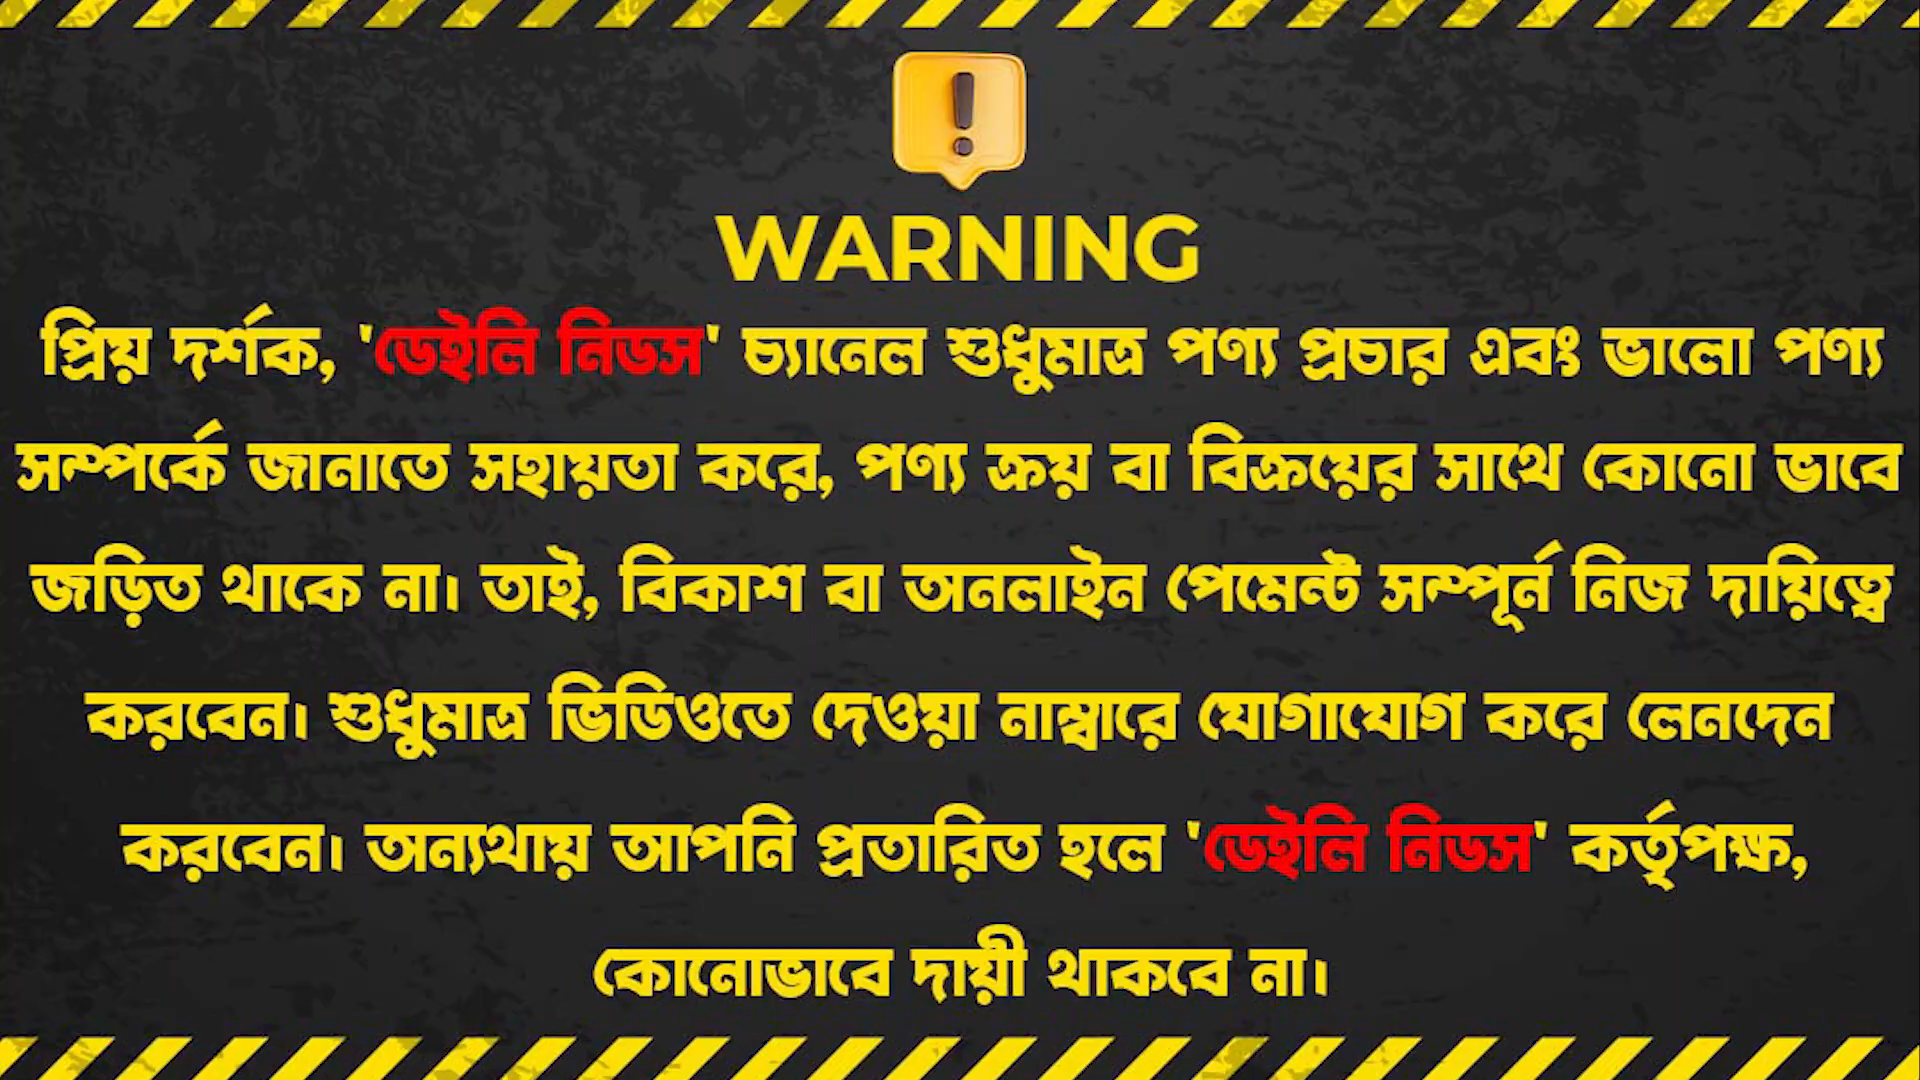 WARNING
প্রিয় দর্শক, 'ডেইলি নিডস' চ্যানেল শুধুমাত্র পণ্য প্রচার এবং ভালো পণ্য
সম্পর্কে জানাতে সহায়তা করে, পণ্য ক্রয় বা বিক্রয়ের সাথে কোনো ভাবে
জড়িত থাকে না। তাই, বিকাশ বা অনলাইন পেমেন্ট সম্পূর্ন নিজ দায়িত্বে
করবেন। শুধুমাত্র ভিডিওতে দেওয়া নাম্বারে যোগাযোগ করে লেনদেন
করবেন। অন্যথায় আপনি প্রতারিত হলে 'ডেইলি নিডস' কর্তৃপক্ষ,
কোনোভাবে দায়ী থাকবে না।